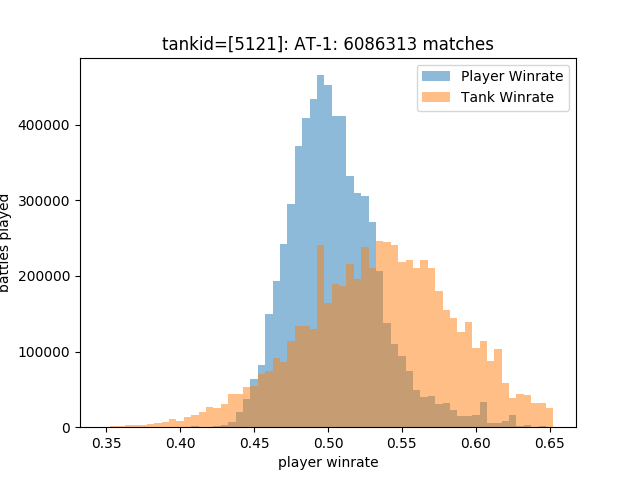 tankid=[5121]: AT-1: 6086313 matches
Player Winrate
Tank Winrate
400000
300000
200000
100000
0
battles played
0.35 0.40 0.45 0.50 0.55 0.60 0.65
player winrate